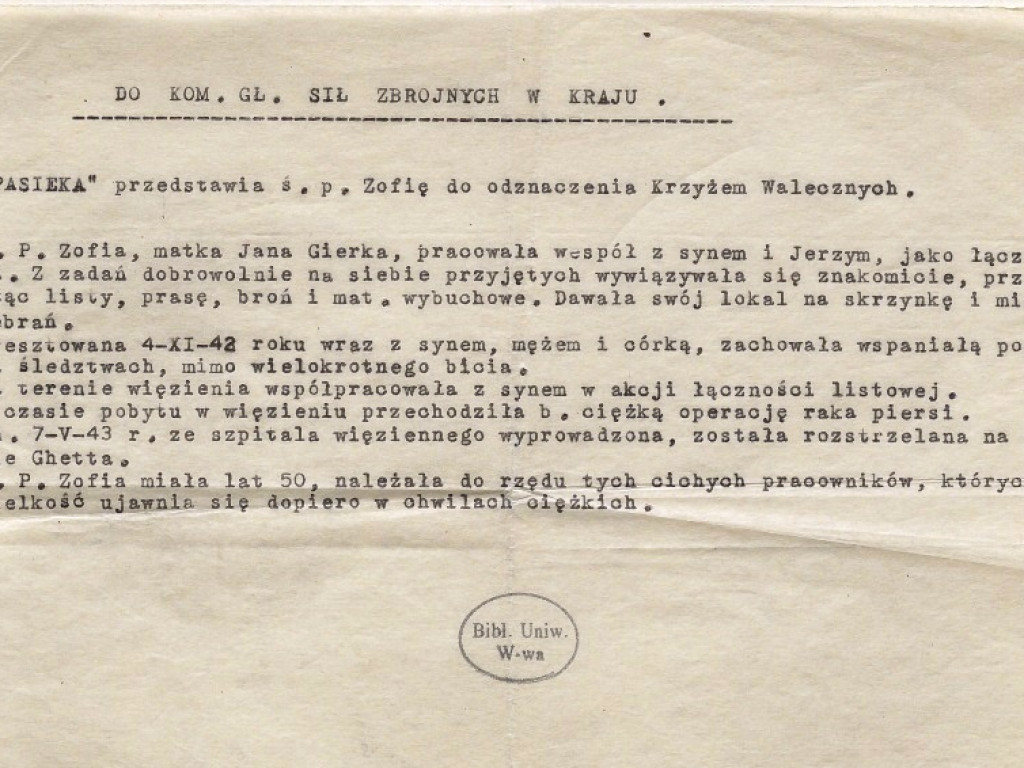 DO KOM. GŁ. SIŁ ZBROJNYCH W KRAJU .
PASIEKA" przedstawia ś. p. Zofię do odznaczenia Krzyżem Walecznych.
. P. Zofia, matka Jana Gierka, pracowała wespół z synem i Jerzym, jako łącz
. Z zadań dobrowolnie na siebie przyjętych wywiązywała się znakomicie, prz
ąc listy, prasę, broń i mat. wybuchowe. Dawała swój lokal na skrzynkę i mi
ebrań.
esztowana 4-XI-42 roku wraz z synem, mężem i córką, zachowała wspaniałą po
śledztwach, mimo wielokrotnego bicia.
terenie więzienia współpracowała z synem w akcji łączności listowej.
czasie pobytu w więzieniu przechodziła b. ciężką operację raka piersi.
. 7-V-43 r. ze szpitala więziennego wyprowadzona, została rozstrzelana na
ie Ghetta.
. P. Zofia miała lat 50, należała do rzędu tych cichych pracowników, któryc
elkość ujawnia się dopiero w chwilach ciężkich.
Bibl. Uniw.
W-wa